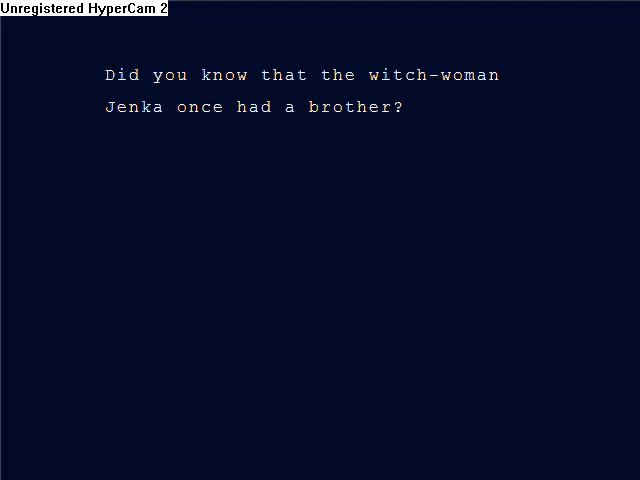 Unregistered HyperCam 2
Did you know that the witch-woman
Jenka once had a brother?